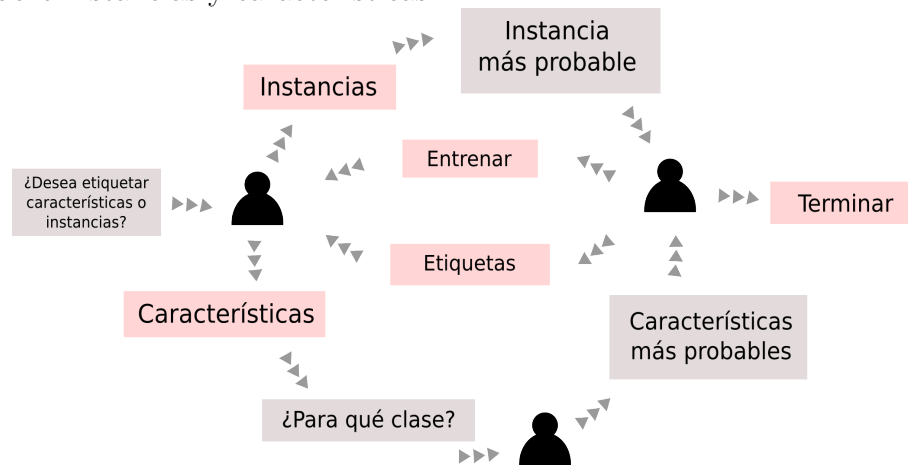 Instancia
más probable
Instancias
Entrenar
¿Desea etiquetar
características o
instancias?
Terminar
Etiquetas
Características
Características
más probables
¿Para qué clase?